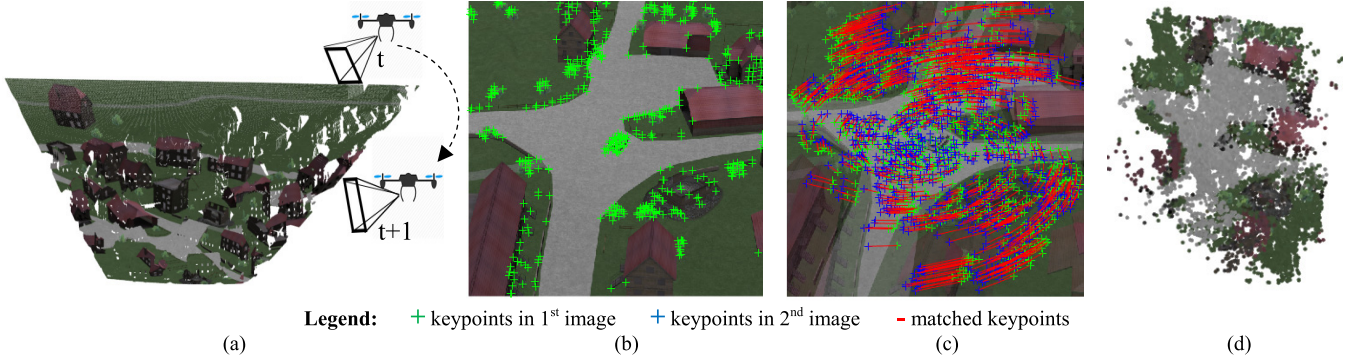 t
t+1
Legend: + keypoints in 1st image + keypoints in 2nd image - matched keypoints
(a) (b) (c) (d)